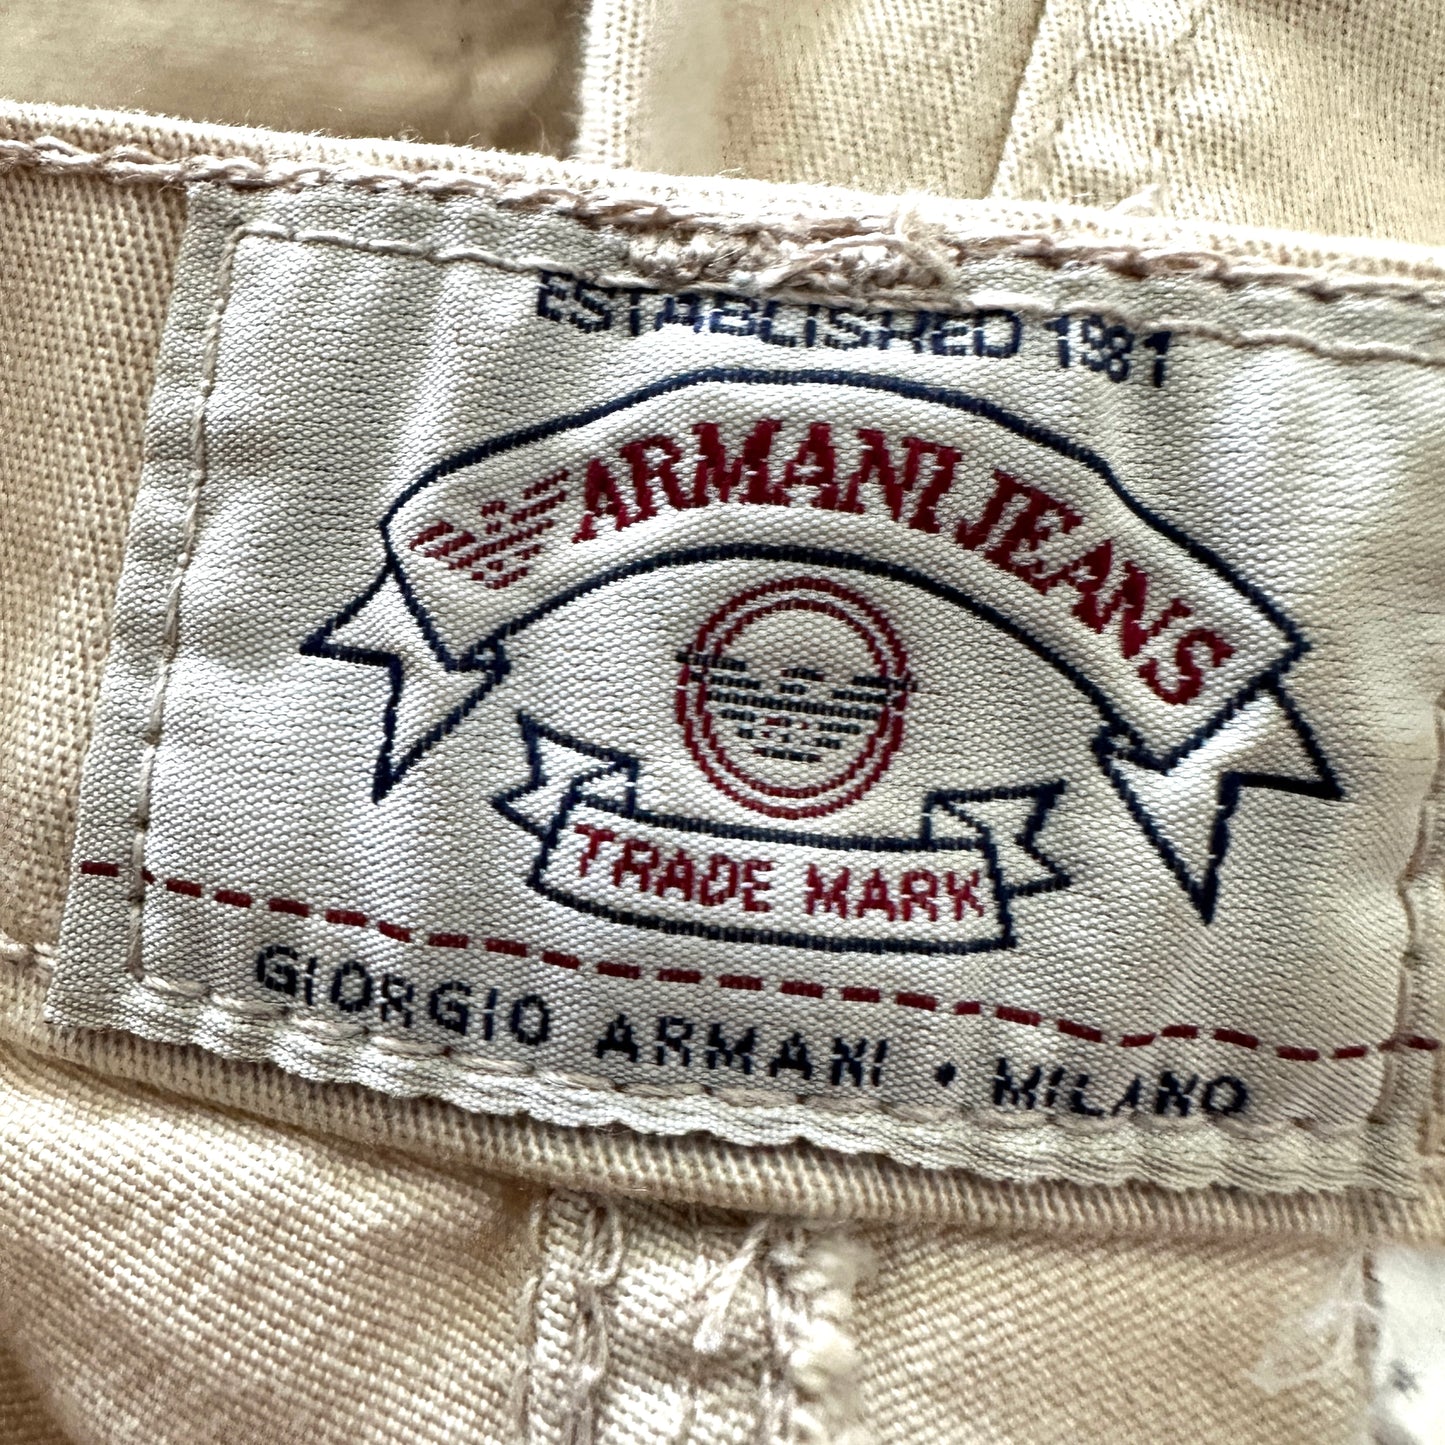 ESTABLISHED 1981
ARMANI JEANS
TRADE MARK
GIORGIO ARMANI • MILANO